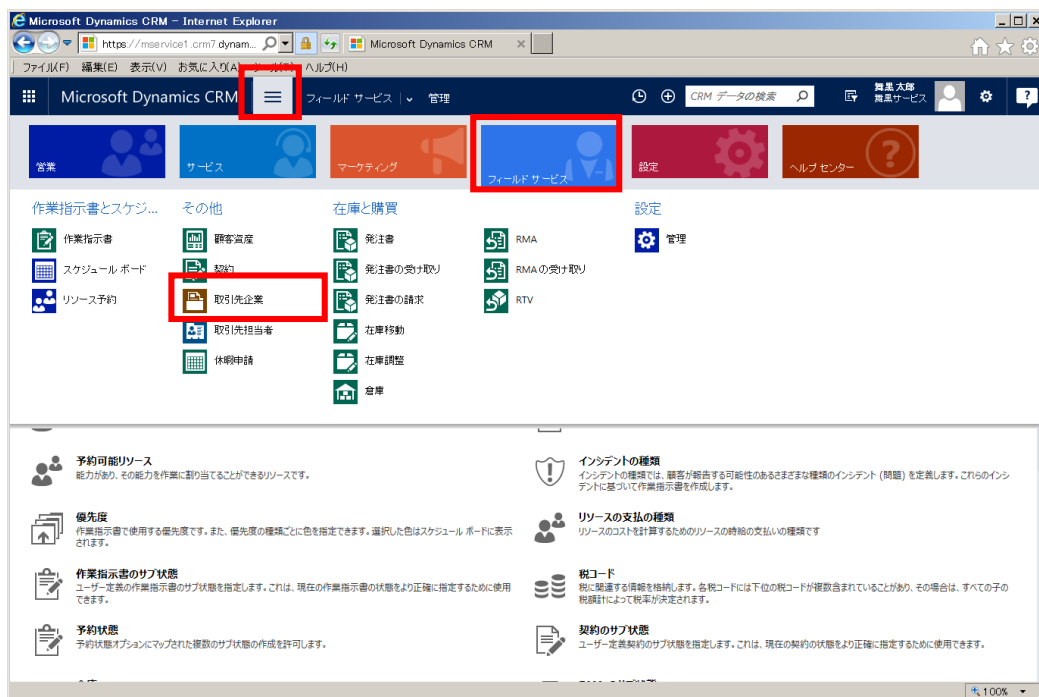 Microsoft Dynamics CRM - Internet Explorer
https://mservice1.crm7.dynam...
Microsoft Dynamics CRM
ファイル(F) 編集(E) 表示(V) お気に入り(A) ヘルプ(H)
Microsoft Dynamics CRM
フィールド サービス
管理
CRM データの検索
舞黒太郎
舞黒サービス
営業
サービス
マーケティング
フィールド サービス
設定
ヘルプ センター
作業指示書とスケジ...
その他
在庫と購買
設定
作業指示書
顧客資産
発注書
RMA
管理
スケジュール ボード
契約
発注書の受け取り
RMA の受け取り
リソース予約
取引先企業
発注書の請求
RTV
取引先担当者
在庫移動
休暇申請
在庫調整
倉庫
予約可能リソース
能力があり、その能力を作業に割り当てることができるリソースです。
インシデントの種類
インシデントの種類では、顧客が報告する可能性のあるさまざまな種類のインシデント (問題) を定義します。これらのインシ
デントに基づいて作業指示書を作成します。
優先度
作業指示書で使用する優先度です。また、優先度の種類ごとに色を指定できます。選択した色はスケジュール ボードに表示
されます。
リソースの支払の種類
リソースのコストを計算するためのリソースの時給の支払いの種類です
作業指示書のサブ状態
ユーザー定義の作業指示書のサブ状態を指定します。これは、現在の作業指示書の状態をより正確に指定するために使用
できます。
税コード
税に関連する情報を格納します。各税コードには下位の税コードが複数含まれていることがあり、その場合は、すべての子の
税額計によって税率が決定されます。
予約状態
予約状態オプションにマップされた複数のサブ状態の作成を許可します。
契約のサブ状態
ユーザー定義契約のサブ状態を指定します。これは、現在の契約の状態をより正確に指定するために使用できます。
100%